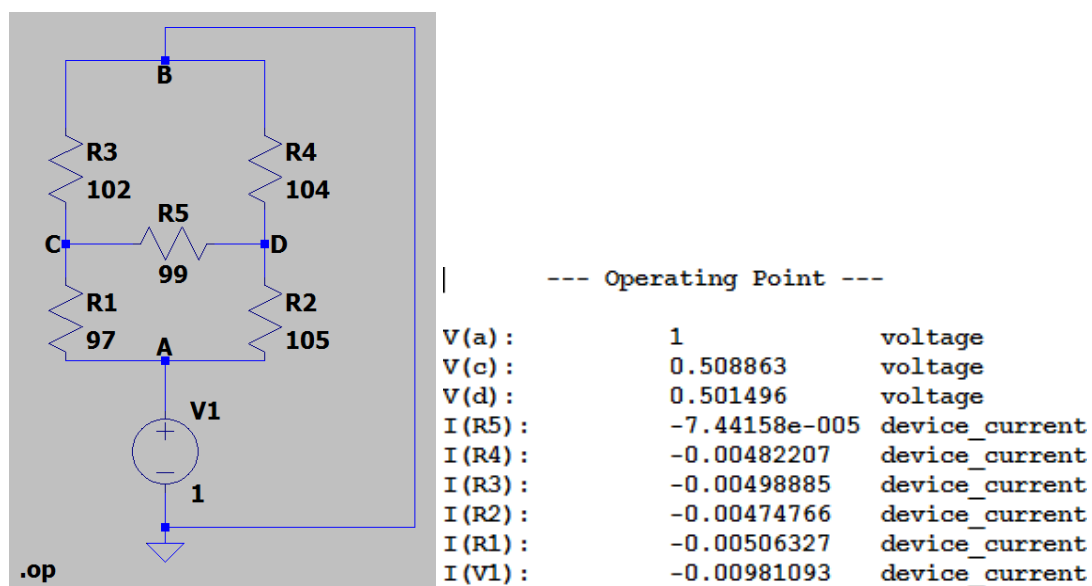 B
R3
102
R4
104
R5
C
D
99
R1
97
R2
105
A
V1
1
.op
--- Operating Point ---
V(a): 1 voltage
V(c): 0.508863 voltage
V(d): 0.501496 voltage
I(R5): -7.44158e-005 device_current
I(R4): -0.00482207 device_current
I(R3): -0.00498885 device_current
I(R2): -0.00474766 device_current
I(R1): -0.00506327 device_current
I(V1): -0.00981093 device_current